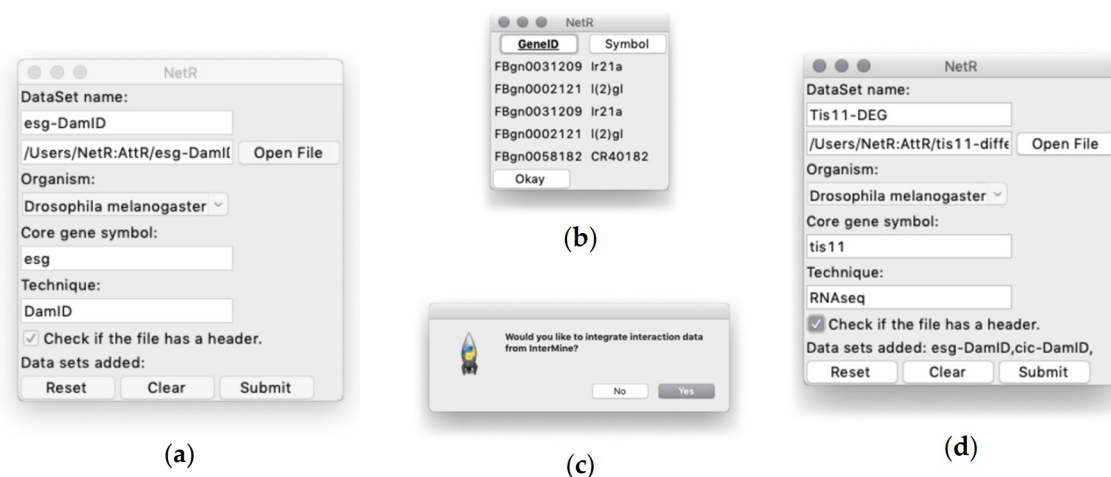 NetR
DataSet name:
esg-DamID
/Users/NetR:AttR/esg-DamI Open File
Organism:
Drosophila melanogaster
Core gene symbol:
esg
Technique:
DamID
Check if the file has a header.
Data sets added:
Reset Clear Submit
(a)
NetR
GeneID Symbol
FBgn0031209 Ir21a
FBgn0002121 l(2)gl
FBgn0031209 Ir21a
FBgn0002121 l(2)gl
FBgn0058182 CR40182
Okay
(b)
Would you like to integrate interaction data
from InterMine?
No Yes
(c)
NetR
DataSet name:
Tis11-DEG
/Users/NetR:AttR/tis11-diffe Open File
Organism:
Drosophila melanogaster
Core gene symbol:
tis11
Technique:
RNAseq
Check if the file has a header.
Data sets added: esg-DamID,cic-DamID,
Reset Clear Submit
(d)